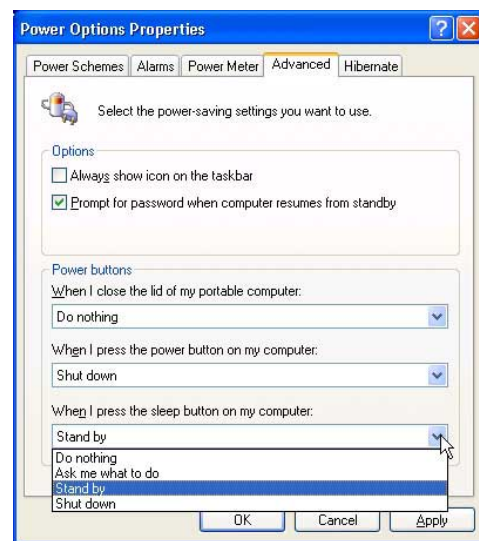 Power Options Properties
Power Schemes Alarms Power Meter Advanced Hibernate
Select the power-saving settings you want to use.
Options
Always show icon on the taskbar
Prompt for password when computer resumes from standby
Power buttons
When I close the lid of my portable computer:
Do nothing
When I press the power button on my computer:
Shut down
When I press the sleep button on my computer:
Stand by
Do nothing
Ask me what to do
Stand by
Shut down
OK Cancel Apply